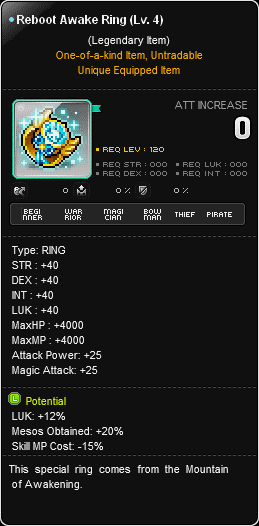 Reboot Awake Ring (Lv. 4)
(Legendary Item)
One-of-a-kind Item, Untradable
Unique Equipped Item
ATT INCREASE
0
REQ LEV : 120
REQ STR : 000 REQ LUK : 000
REQ DEX : 000 REQ INT : 000
0 0 % 0 %
BEGINNER WARRIOR MAGICIAN BOWMAN THIEF PIRATE
Type: RING
STR : +40
DEX : +40
INT : +40
LUK : +40
MaxHP : +4000
MaxMP : +4000
Attack Power: +25
Magic Attack: +25
L Potential
LUK: +12%
Mesos Obtained: +20%
Skill MP Cost: -15%
This special ring comes from the Mountain
of Awakening.